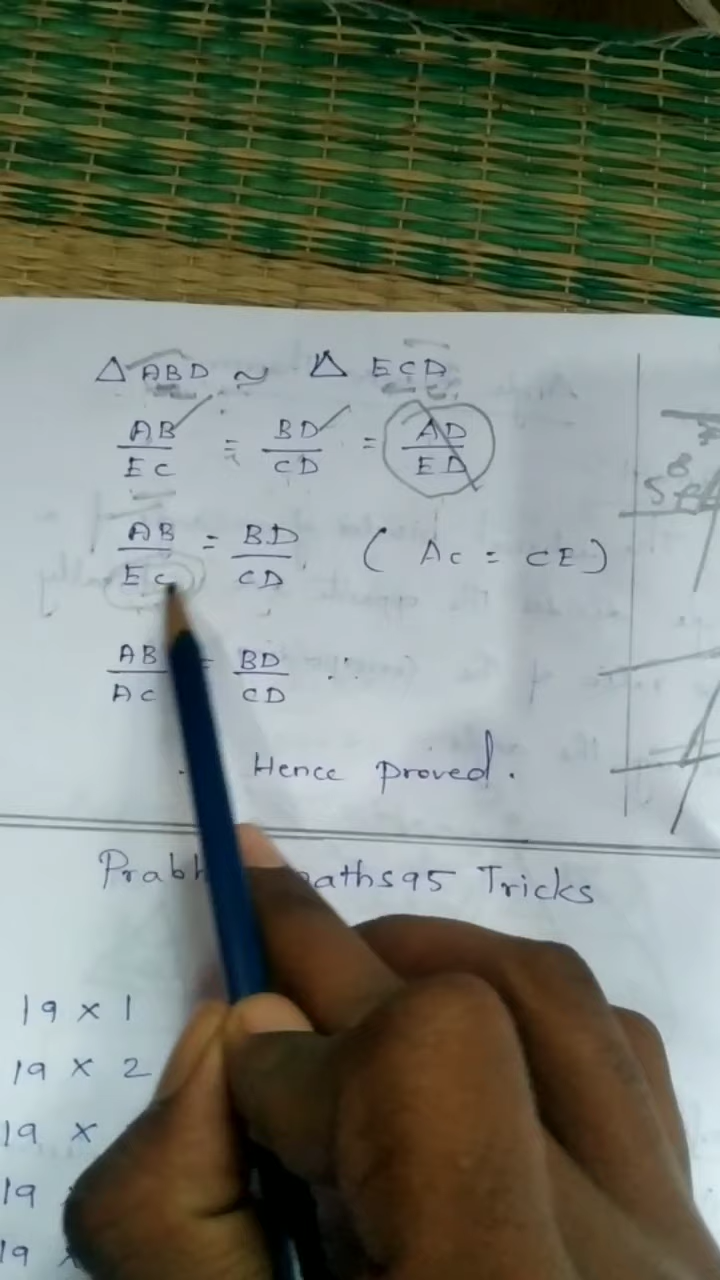 △ ABD ~ △ ECD
AB/EC = BD/CD = AD/ED
AB/EC = BD/CD (AC = CE)
AB/AC = BD/CD ∴
Hence proved.
Tricks
19 × 1
19 × 2
19 ×
19
19